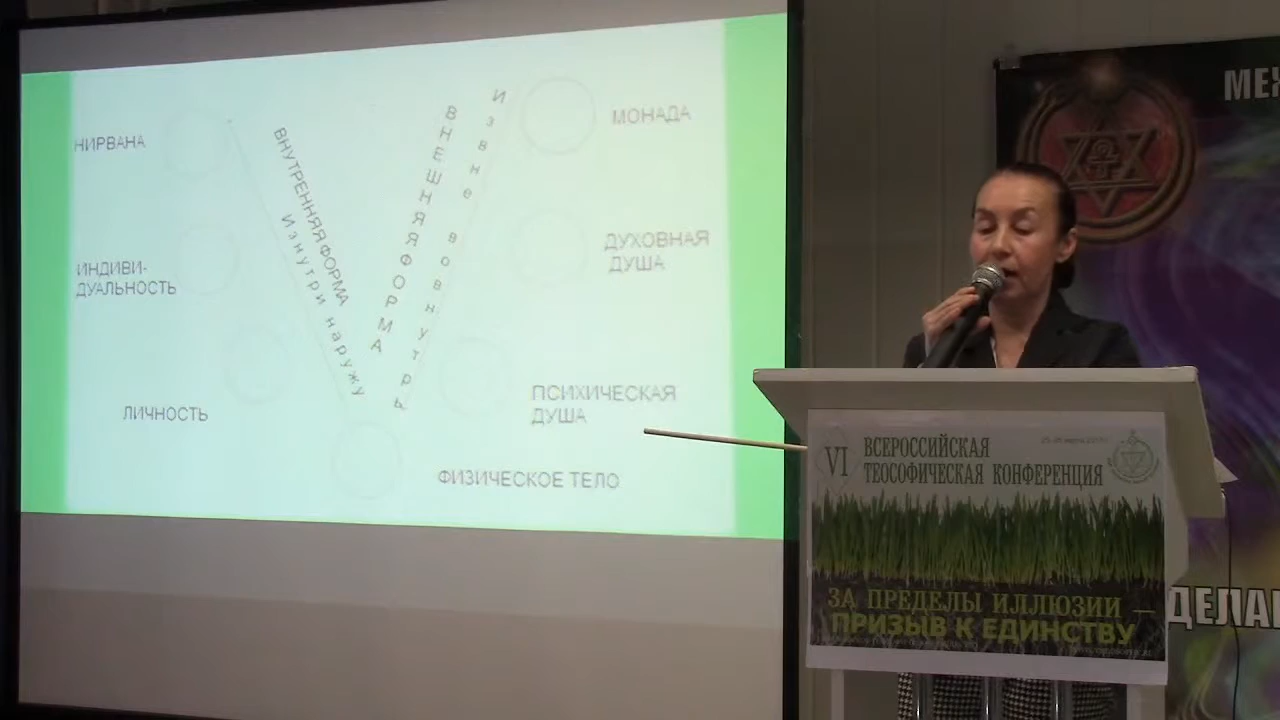 НИРВАНА
ВНУТРЕННЯЯ ФОРМА
Изнутри наружу
ВНЕШНЯЯ ФОРМА
Извне вовнутрь
МОНАДА
ИНДИВИ-
ДУАЛЬНОСТЬ
ДУХОВНАЯ
ДУША
ЛИЧНОСТЬ
ПСИХИЧЕСКАЯ
ДУША
ФИЗИЧЕСКОЕ ТЕЛО
VI ВСЕРОССИЙСКАЯ
ТЕОСОФИЧЕСКАЯ КОНФЕРЕНЦИЯ
ЗА ПРЕДЕЛЫ ИЛЛЮЗИИ —
ПРИЗЫВ К ЕДИНСТВУ